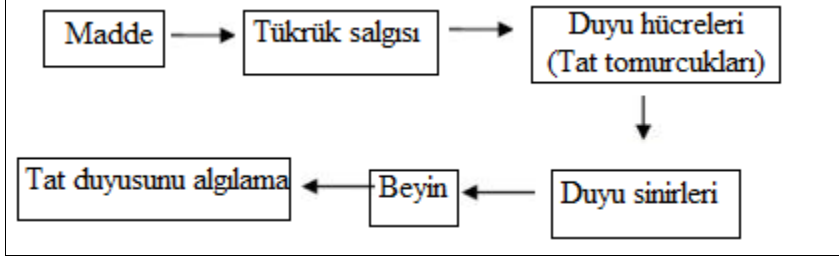 Madde
Tükrük salgısı
Duyu hücreleri
(Tat tomurcukları)
Duyu sinirleri
Beyin
Tat duyusunu algılama